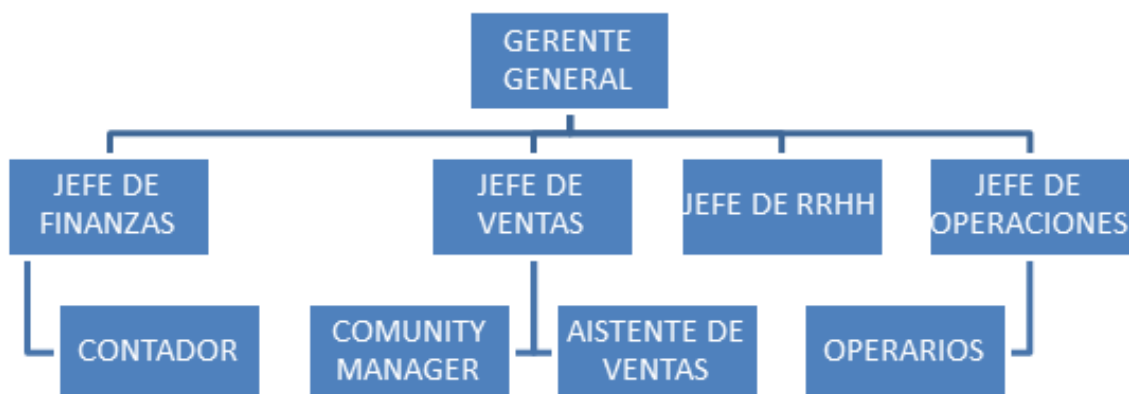 GERENTE
GENERAL
JEFE DE
FINANZAS
JEFE DE
VENTAS
JEFE DE RRHH
JEFE DE
OPERACIONES
CONTADOR
COMUNITY
MANAGER
AISTENTE DE
VENTAS
OPERARIOS